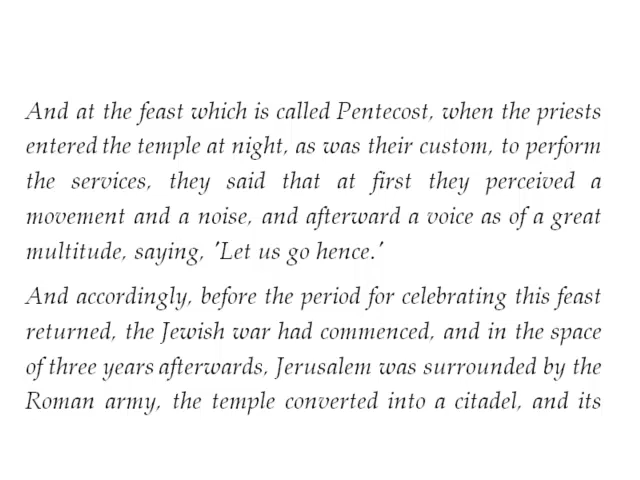 And at the feast which is called Pentecost, when the priests
entered the temple at night, as was their custom, to perform
the services, they said that at first they perceived a
movement and a noise, and afterward a voice as of a great
multitude, saying, 'Let us go hence.'
And accordingly, before the period for celebrating this feast
returned, the Jewish war had commenced, and in the space
of three years afterwards, Jerusalem was surrounded by the
Roman army, the temple converted into a citadel, and its